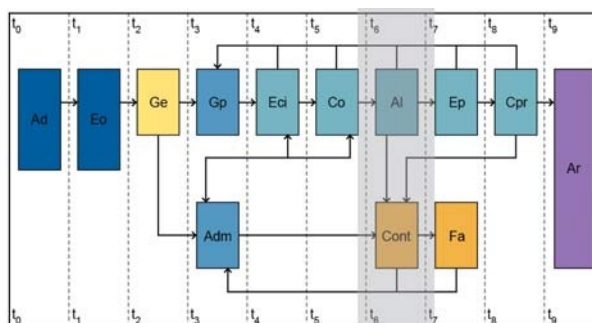 t0 t1 t2 t3 t4 t5 t6 t7 t8 t9
Ad Eo Ge Gp Eci Co Al Ep Cpr
Ar
Adm Cont Fa
t0 t1 t2 t3 t4 t5 t6 t7 t8 t9